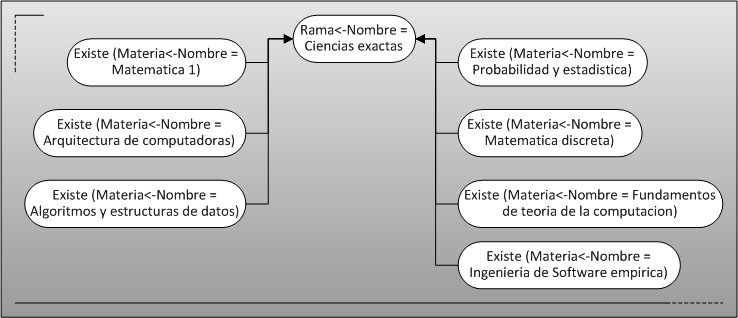 Rama<-Nombre =
Ciencias exactas
Existe (Materia<-Nombre =
Matematica 1)
Existe (Materia<-Nombre =
Arquitectura de computadoras)
Existe (Materia<-Nombre =
Algoritmos y estructuras de datos)
Existe (Materia<-Nombre =
Probabilidad y estadistica)
Existe (Materia<-Nombre =
Matematica discreta)
Existe (Materia<-Nombre = Fundamentos
de teoria de la computacion)
Existe (Materia<-Nombre =
Ingenieria de Software empirica)